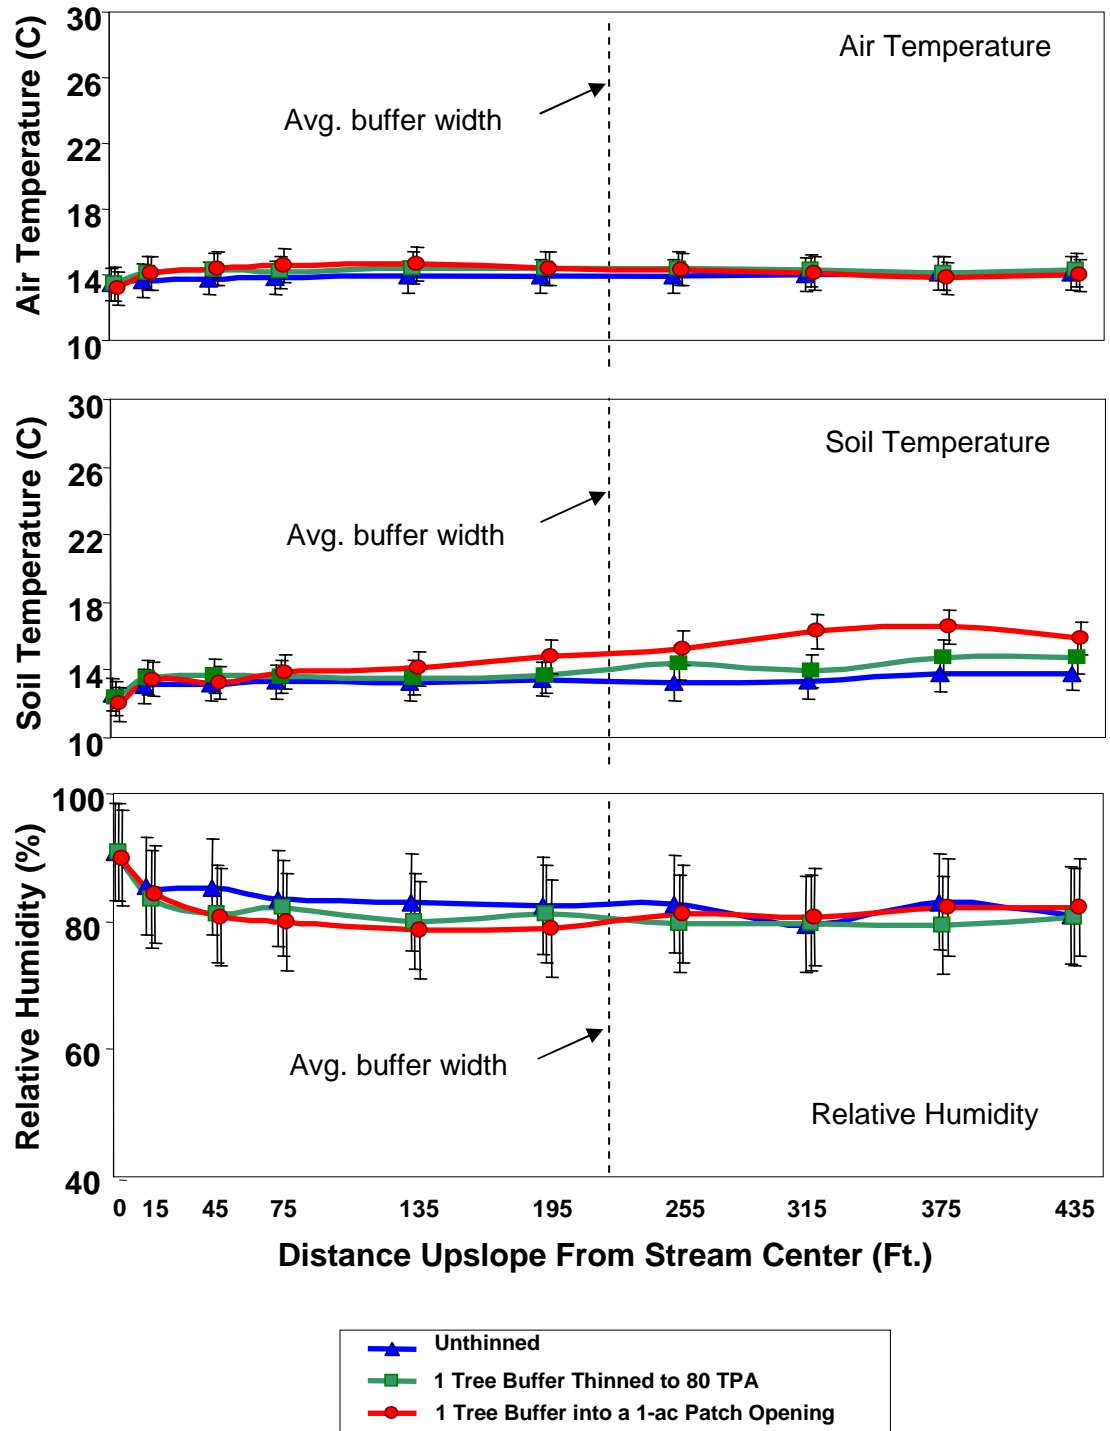 Air Temperature (C)
30
26
22
18
14
10
Air Temperature
Avg. buffer width
Soil Temperature (C)
30
26
22
18
14
10
Soil Temperature
Avg. buffer width
Relative Humidity (%)
100
80
60
40
Avg. buffer width
Relative Humidity
0 15 45 75 135 195 255 315 375 435
Distance Upslope From Stream Center (Ft.)
Unthinned
1 Tree Buffer Thinned to 80 TPA
1 Tree Buffer into a 1-ac Patch Opening